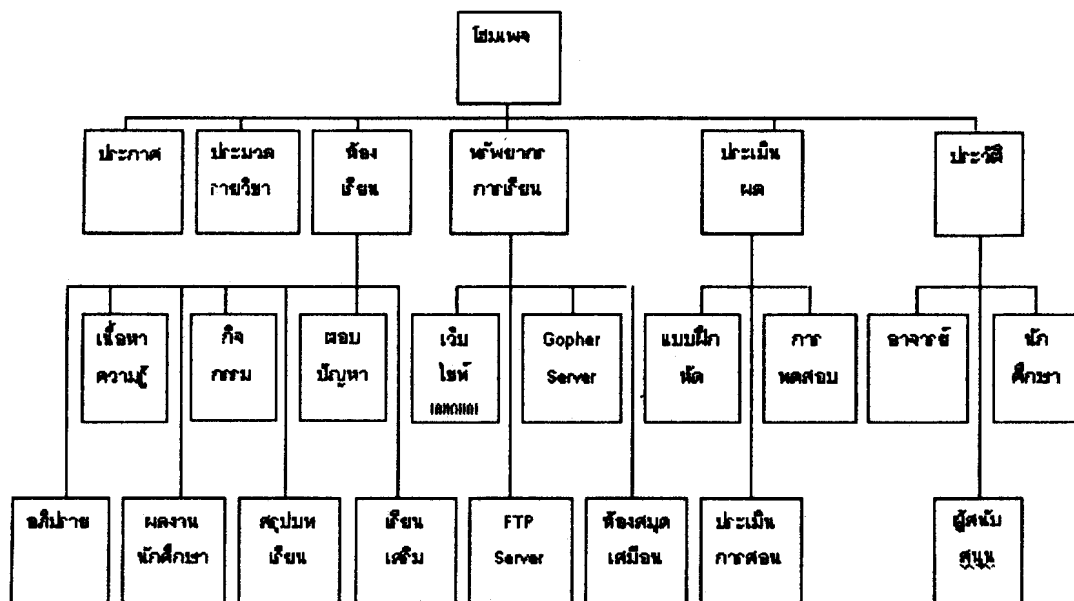 โฮมเพจ
ประกาศ
ประมวล
รายวิชา
ห้อง
เรียน
ทรัพยากร
การเรียน
ประเมิน
ผล
ประวัติ
เนื้อหา
ความรู้
กิจ
กรรม
ตอบ
ปัญหา
เว็บ
ไซท์
Gopher
Server
แบบฝึก
หัด
การ
ทดสอบ
อาจารย์
นัก
ศึกษา
อภิปราย
ผลงาน
นักศึกษา
สรุปบท
เรียน
เรียน
เสริม
FTP
Server
ห้องสมุด
เสมือน
ประเมิน
การสอน
ผู้สนับ
สนุน